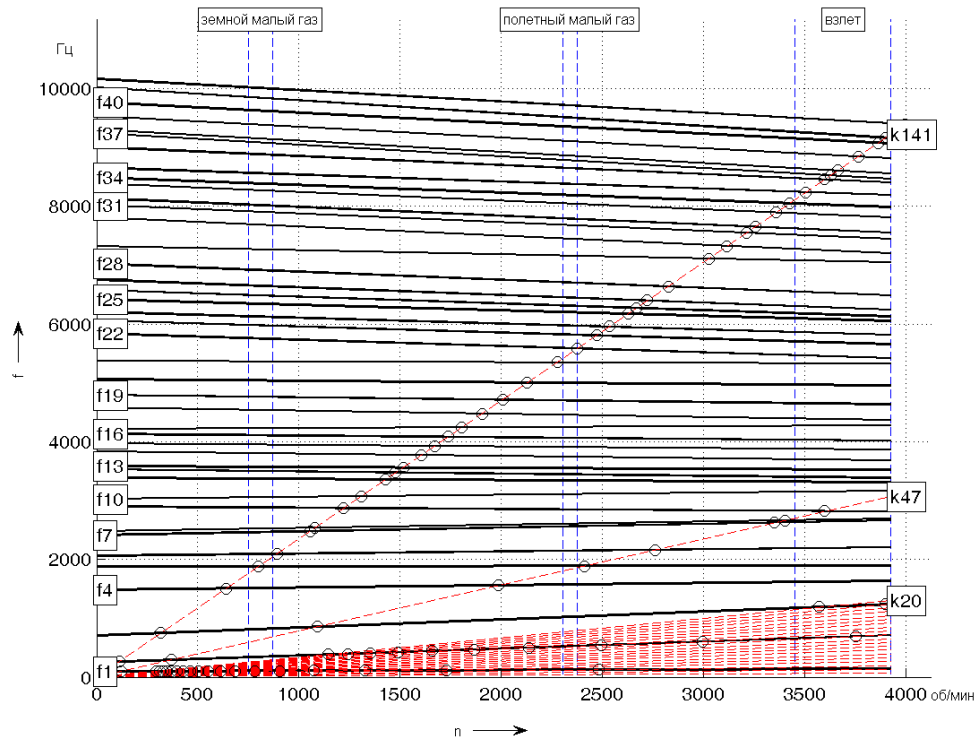 земной малый газ
полетный малый газ
взлет
Гц
10000
8000
6000
4000
2000
0
f40
f37
f34
f31
f28
f25
f22
f19
f16
f13
f10
f7
f4
f1
k141
k47
k20
f
0 500 1000 1500 2000 2500 3000 3500 4000 об/мин
n